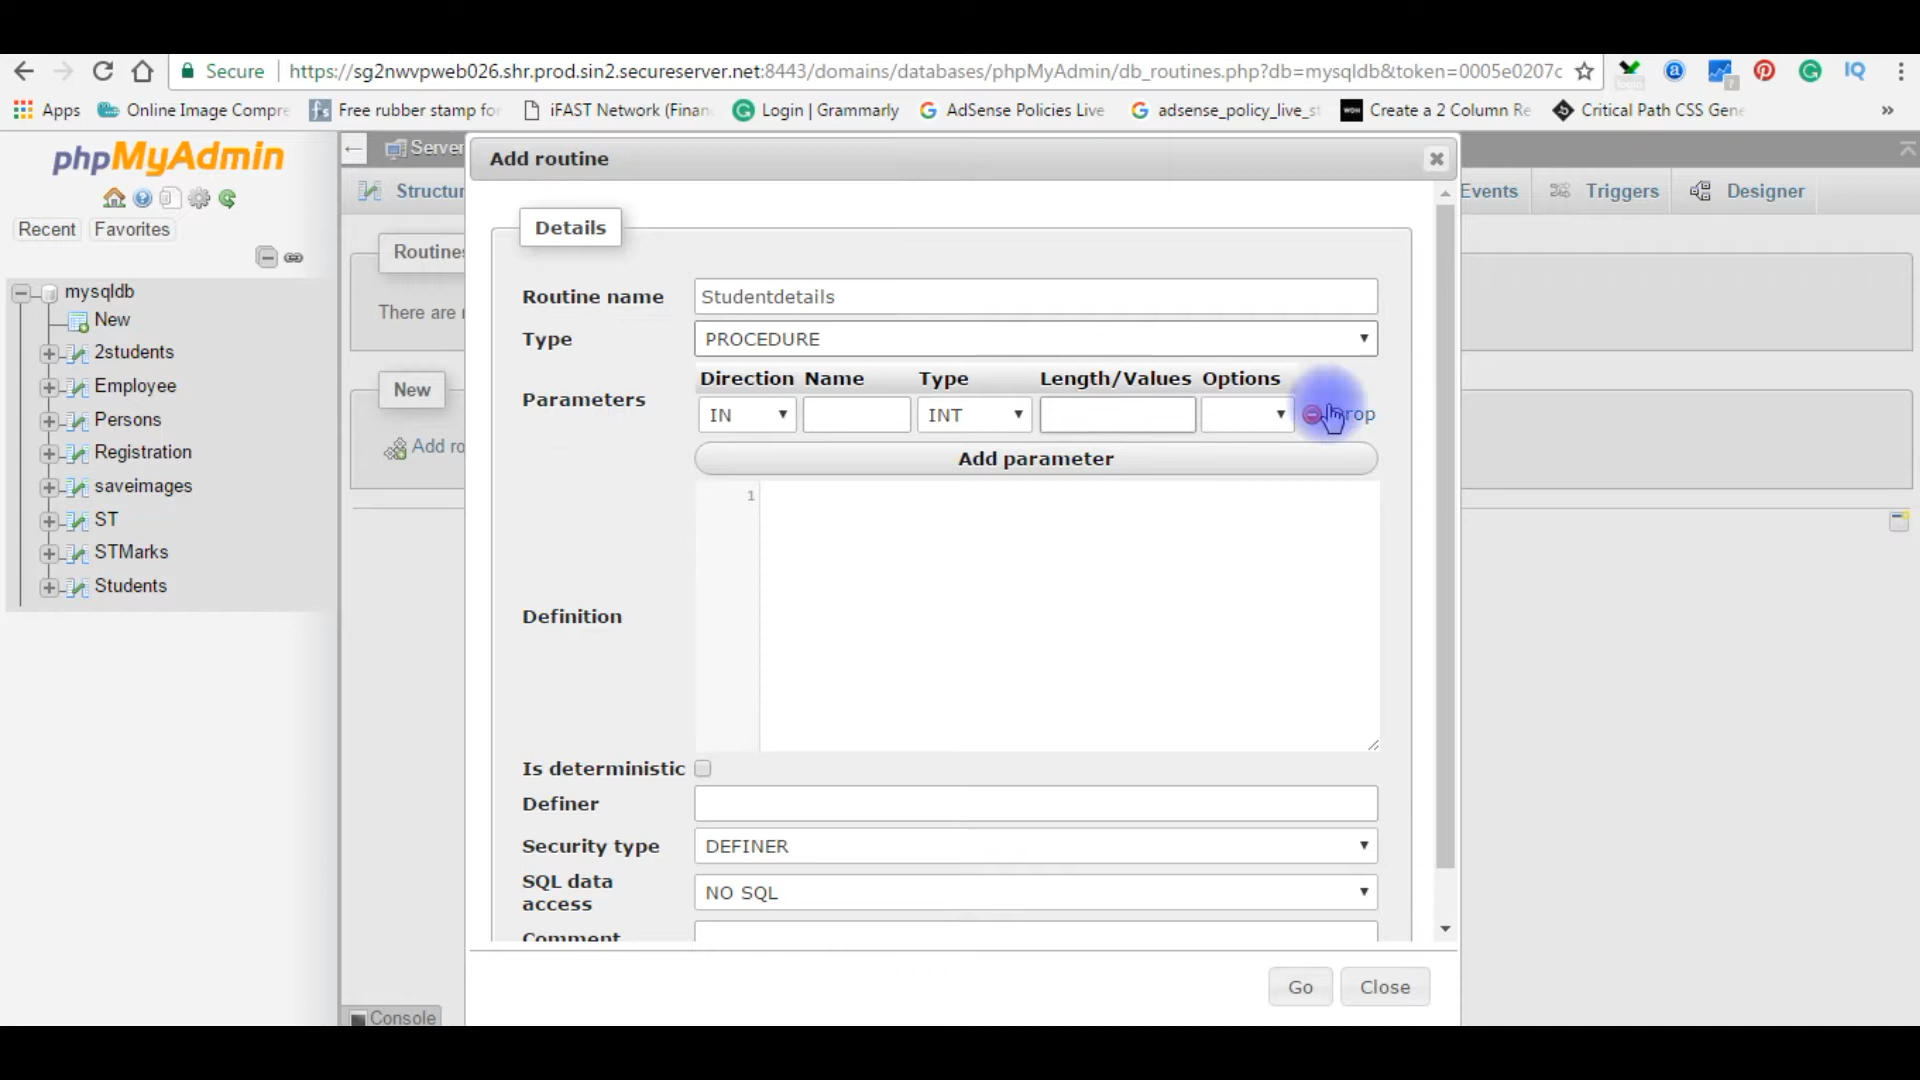 Secure https://sg2nwvpweb026.shr.prod.sin2.secureserver.net:8443/domains/databases/phpMyAdmin/db_routines.php?db=mysqldb&token=0005e0207c
Apps Online Image Compre Free rubber stamp fo iFAST Network (Finan Login | Grammarly AdSense Policies Live adsense_policy_live_st Create a 2 Column Re Critical Path CSS Gene »
phpMyAdmin
Recent Favorites
mysqldb
New
2students
Employee
Persons
Registration
saveimages
ST
STMarks
Students
Server
Structur
Events Triggers Designer
Routines
There are
New
Add ro
Console
Add routine
Details
Routine name Studentdetails
Type PROCEDURE
Parameters
Direction Name Type Length/Values Options
IN INT rop
Add parameter
1
Definition
Is deterministic
Definer
Security type DEFINER
SQL data access NO SQL
Comment
Go Close